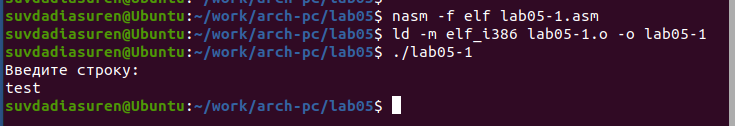 suvdadiasuren@Ubuntu:~/work/arch-pc/lab05$ nasm -f elf lab05-1.asm
suvdadiasuren@Ubuntu:~/work/arch-pc/lab05$ ld -m elf_i386 lab05-1.o -o lab05-1
suvdadiasuren@Ubuntu:~/work/arch-pc/lab05$ ./lab05-1
Введите строку:
test
suvdadiasuren@Ubuntu:~/work/arch-pc/lab05$